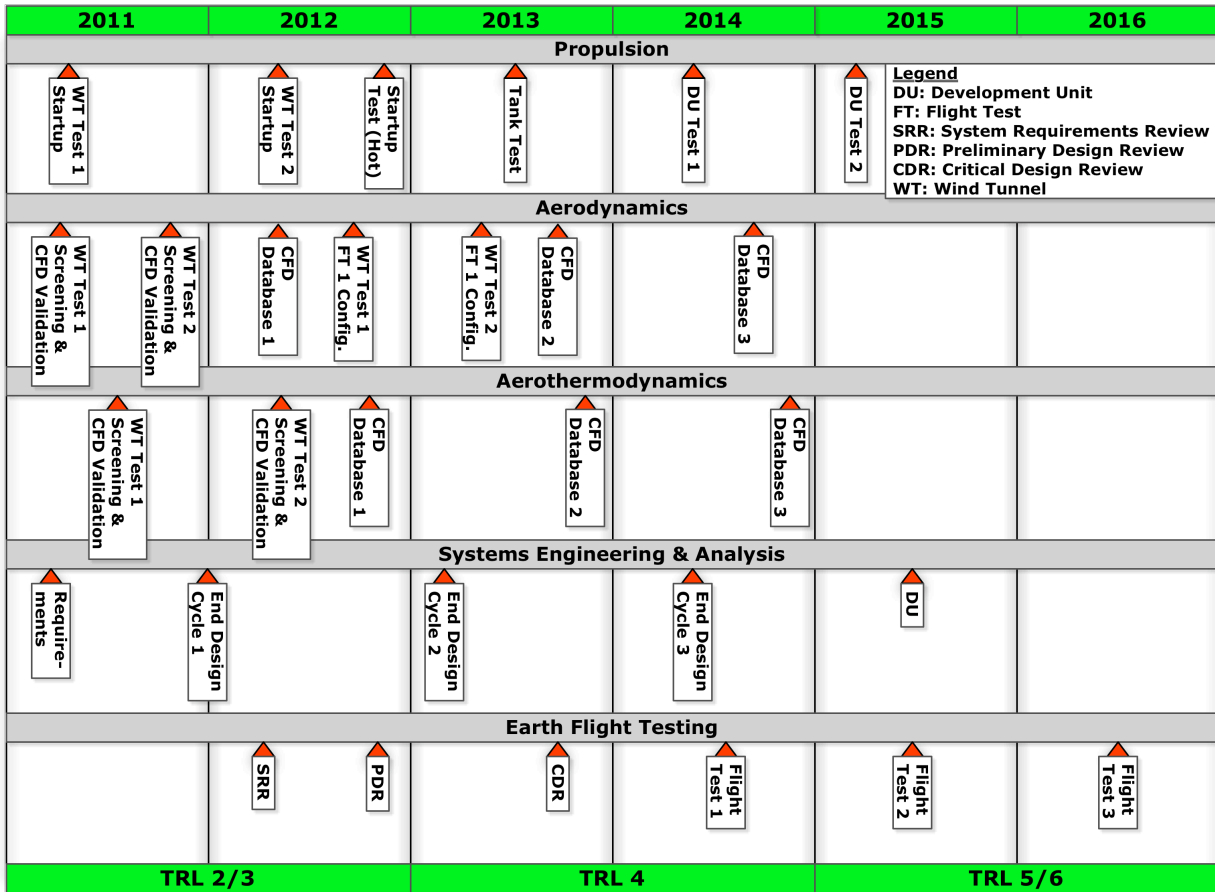 2011 2012 2013 2014 2015 2016
Propulsion
WT Test 1
Startup
WT Test 2
Startup
Startup
Test (Hot)
Tank Test
DU Test 1
DU Test 2
Legend
DU: Development Unit
FT: Flight Test
SRR: System Requirements Review
PDR: Preliminary Design Review
CDR: Critical Design Review
WT: Wind Tunnel
Aerodynamics
WT Test 1
Screening &
CFD Validation
WT Test 2
Screening &
CFD Validation
CFD
Database 1
WT Test 1
FT 1 Config.
WT Test 2
FT 1 Config.
CFD
Database 2
CFD
Database 3
Aerothermodynamics
WT Test 1
Screening &
CFD Validation
WT Test 2
Screening &
CFD Validation
CFD
Database 1
CFD
Database 2
CFD
Database 3
Systems Engineering & Analysis
Require-
ments
End Design
Cycle 1
End Design
Cycle 2
End Design
Cycle 3
DU
Earth Flight Testing
SRR
PDR
CDR
Flight
Test 1
Flight
Test 2
Flight
Test 3
TRL 2/3 TRL 4 TRL 5/6